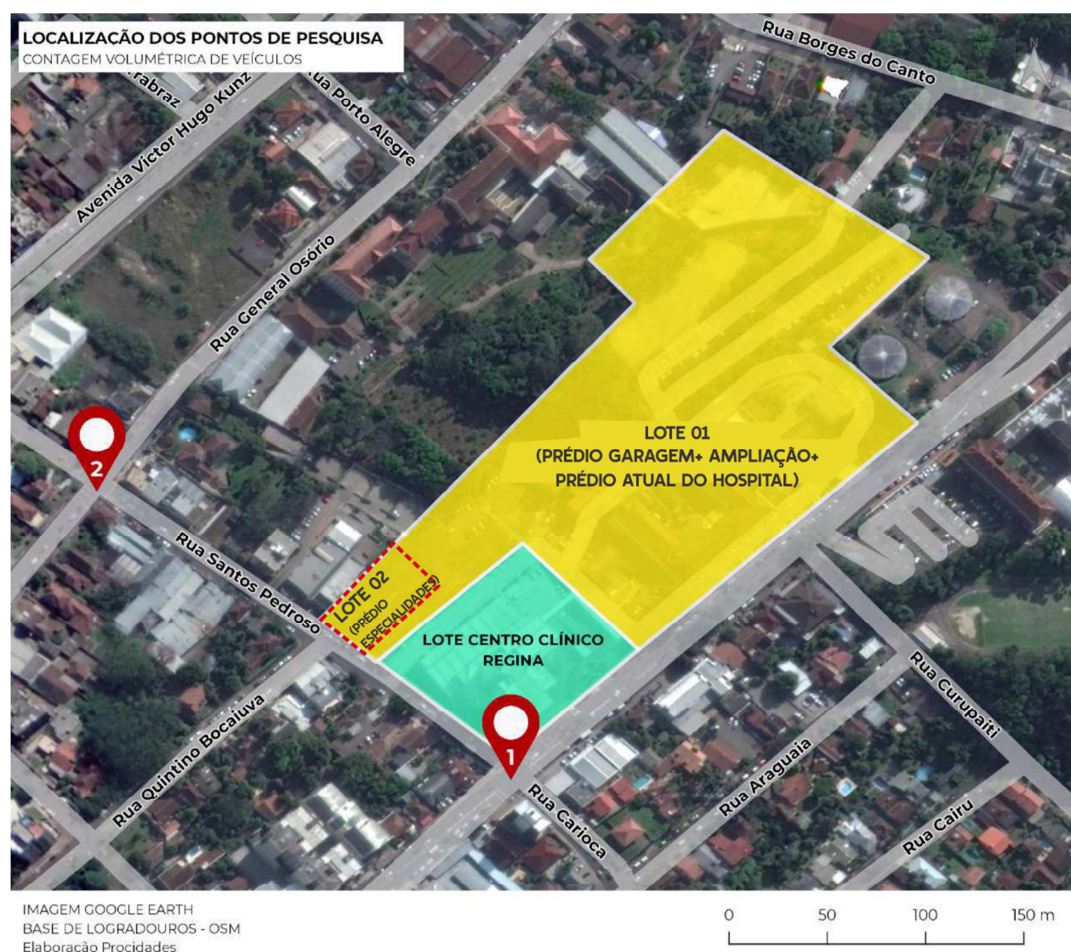 LOCALIZAÇÃO DOS PONTOS DE PESQUISA
CONTAGEM VOLUMÉTRICA DE VEÍCULOS
Rua Borges do Canto
Rua Porto Alegre
Avenida Victor Hugo Kunz
Rua General Osório
N
LOTE 01
(PRÉDIO GARAGEM+ AMPLIAÇÃO+
PRÉDIO ATUAL DO HOSPITAL)
2
Rua Santos Pedroso
LOTE 02
(PRÉDIO
ESPECIALIDADES)
LOTE CENTRO CLÍNICO
REGINA
1
Rua Quintino Bocaiuva
Rua Carioca
Rua Araguaia
Rua Curupaiti
Rua Cairu
IMAGEM GOOGLE EARTH
BASE DE LOGRADOUROS - OSM
Elaboração Procidades
0 50 100 150 m